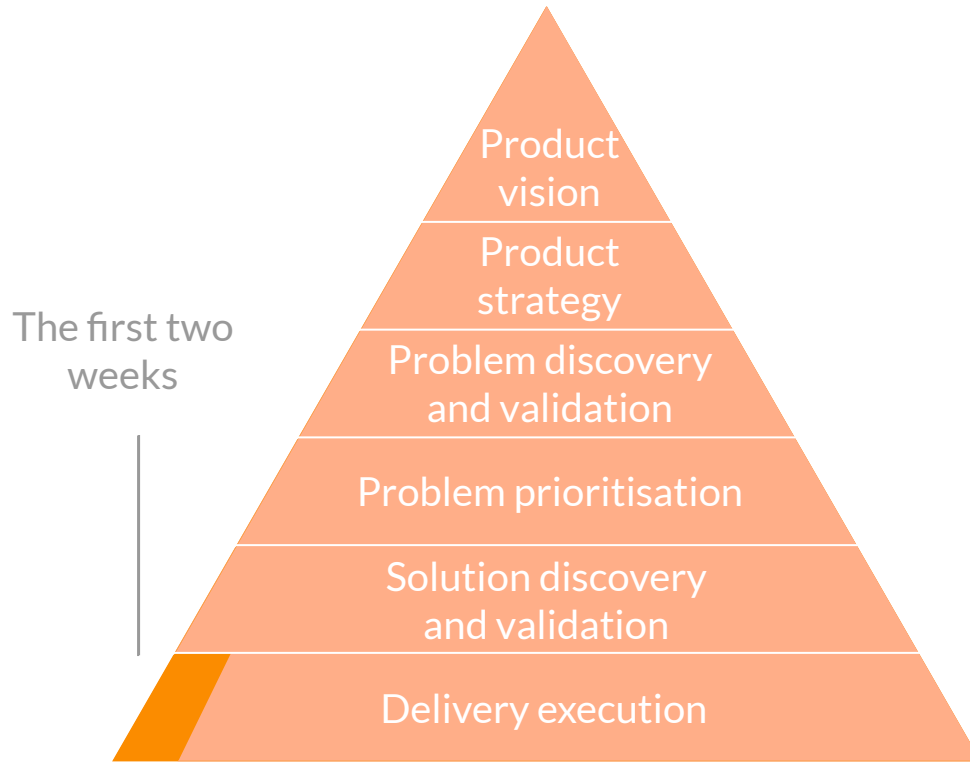 Product
vision
Product
strategy
The first two
weeks
Problem discovery
and validation
Problem prioritisation
Solution discovery
and validation
Delivery execution